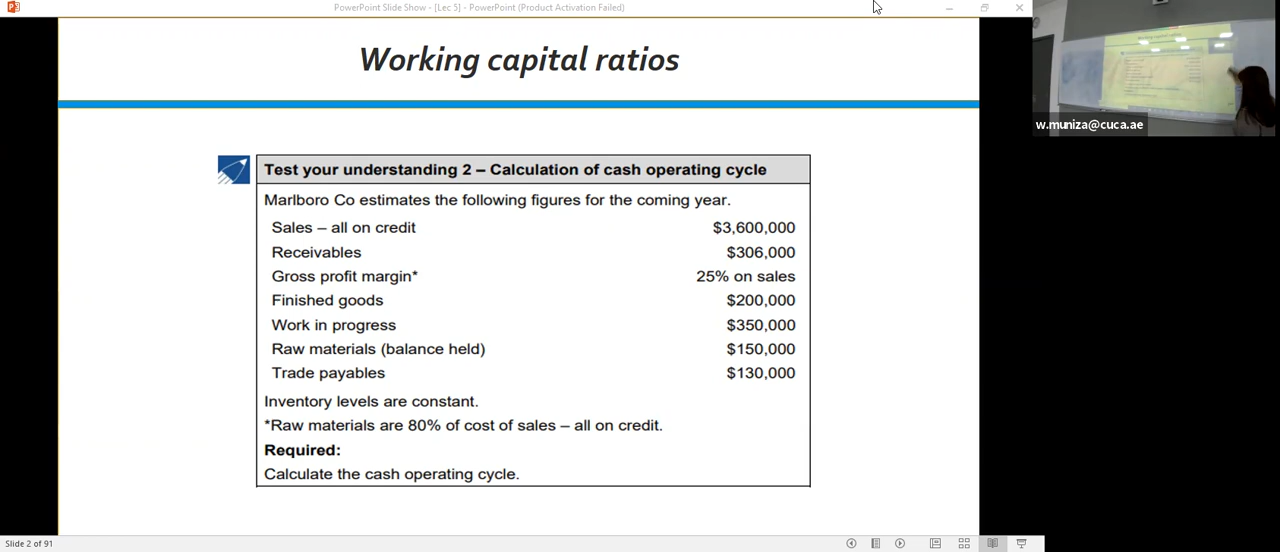 PowerPoint Slide Show - [Lec 3] - PowerPoint (Product Activation Failed)
Working capital ratios
Test your understanding 2 – Calculation of cash operating cycle
Marlboro Co estimates the following figures for the coming year.
Sales – all on credit $3,600,000
Receivables $306,000
Gross profit margin* 25% on sales
Finished goods $200,000
Work in progress $350,000
Raw materials (balance held) $150,000
Trade payables $130,000
Inventory levels are constant.
*Raw materials are 80% of cost of sales – all on credit.
Required:
Calculate the cash operating cycle.
Slide 2 of 91
Working capital ratios
w.muniza@cuca.ae